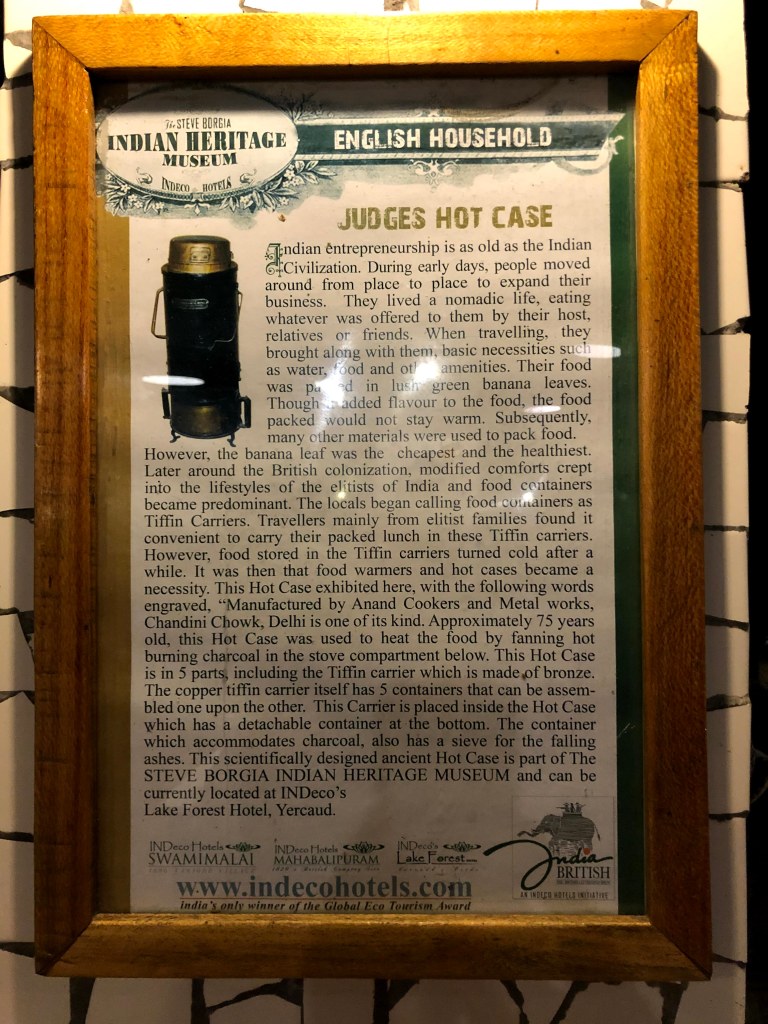 The STEVE BORGIA
INDIAN HERITAGE
MUSEUM
INDECO HOTELS
ENGLISH HOUSEHOLD
JUDGES HOT CASE
Indian entrepreneurship is as old as the Indian
Civilization. During early days, people moved
around from place to place to expand their
business. They lived a nomadic life, eating
whatever was offered to them by their host,
relatives or friends. When travelling, they
brought along with them, basic necessities such
as water, food and other amenities. Their food
was packed in lush green banana leaves.
Though added flavour to the food, the food
packed would not stay warm. Subsequently,
many other materials were used to pack food.
However, the banana leaf was the cheapest and the healthiest.
Later around the British colonization, modified comforts crept
into the lifestyles of the elitists of India and food containers
became predominant. The locals began calling food containers as
Tiffin Carriers. Travellers mainly from elitist families found it
convenient to carry their packed lunch in these Tiffin carriers.
However, food stored in the Tiffin carriers turned cold after a
while. It was then that food warmers and hot cases became a
necessity. This Hot Case exhibited here, with the following words
engraved, “Manufactured by Anand Cookers and Metal works,
Chandini Chowk, Delhi is one of its kind. Approximately 75 years
old, this Hot Case was used to heat the food by fanning hot
burning charcoal in the stove compartment below. This Hot Case
is in 5 parts, including the Tiffin carrier which is made of bronze.
The copper tiffin carrier itself has 5 containers that can be assem-
bled one upon the other. This Carrier is placed inside the Hot Case
which has a detachable container at the bottom. The container
which accommodates charcoal, also has a sieve for the falling
ashes. This scientifically designed ancient Hot Case is part of The
STEVE BORGIA INDIAN HERITAGE MUSEUM and can be
currently located at INDeco’s
Lake Forest Hotel, Yercaud.
INDeco Hotels
SWAMIMALAI
INDeco Hotels
MAHABALIPURAM
INDeco's
Lake Forest
India
BRITISH
AN INDECO HOTELS INITIATIVE
www.indecohotels.com
india's only winner of the Global Eco Tourism Award